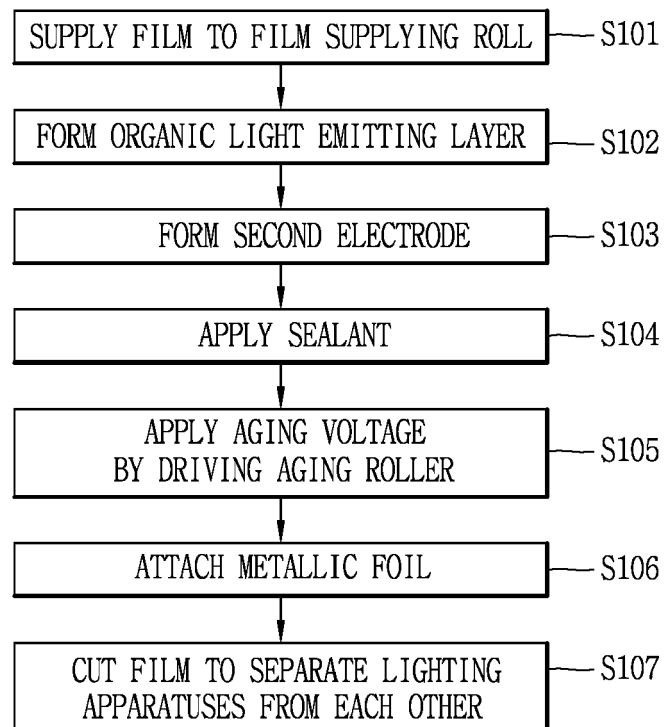 SUPPLY FILM TO FILM SUPPLYING ROLL
S101
FORM ORGANIC LIGHT EMITTING LAYER
S102
FORM SECOND ELECTRODE
S103
APPLY SEALANT
S104
APPLY AGING VOLTAGE
BY DRIVING AGING ROLLER
S105
ATTACH METALLIC FOIL
S106
CUT FILM TO SEPARATE LIGHTING
APPARATUSES FROM EACH OTHER
S107